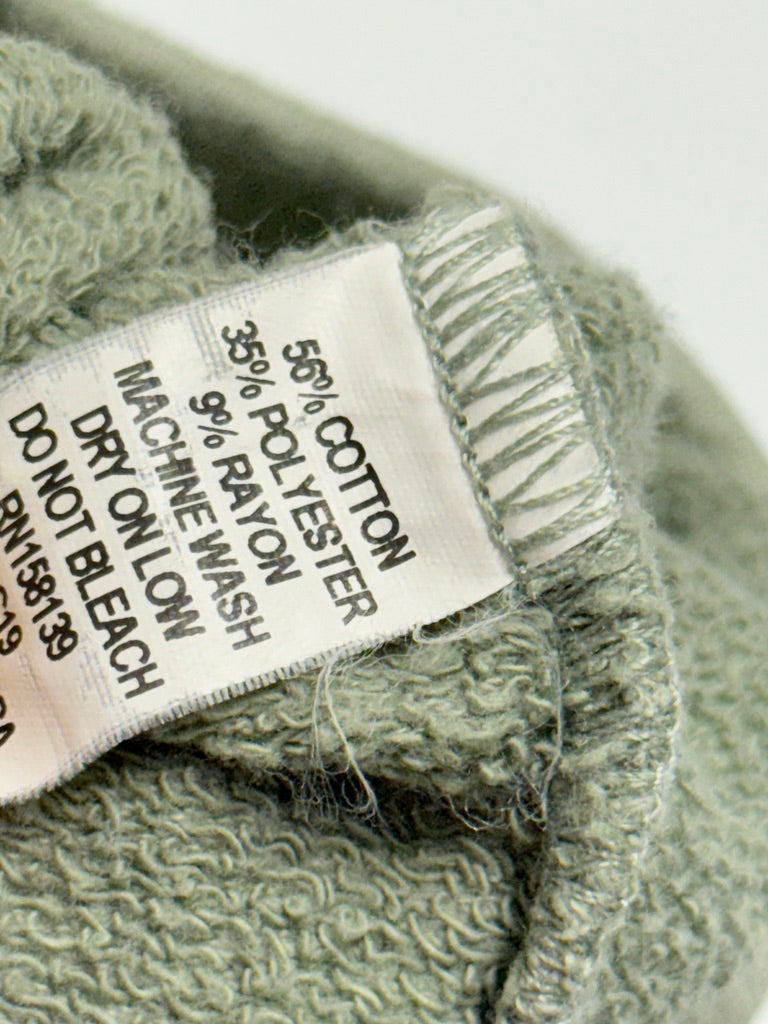 56% COTTON
35% POLYESTER
9% RAYON
MACHINE WASH
DRY ON LOW
DO NOT BLEACH
RN158139